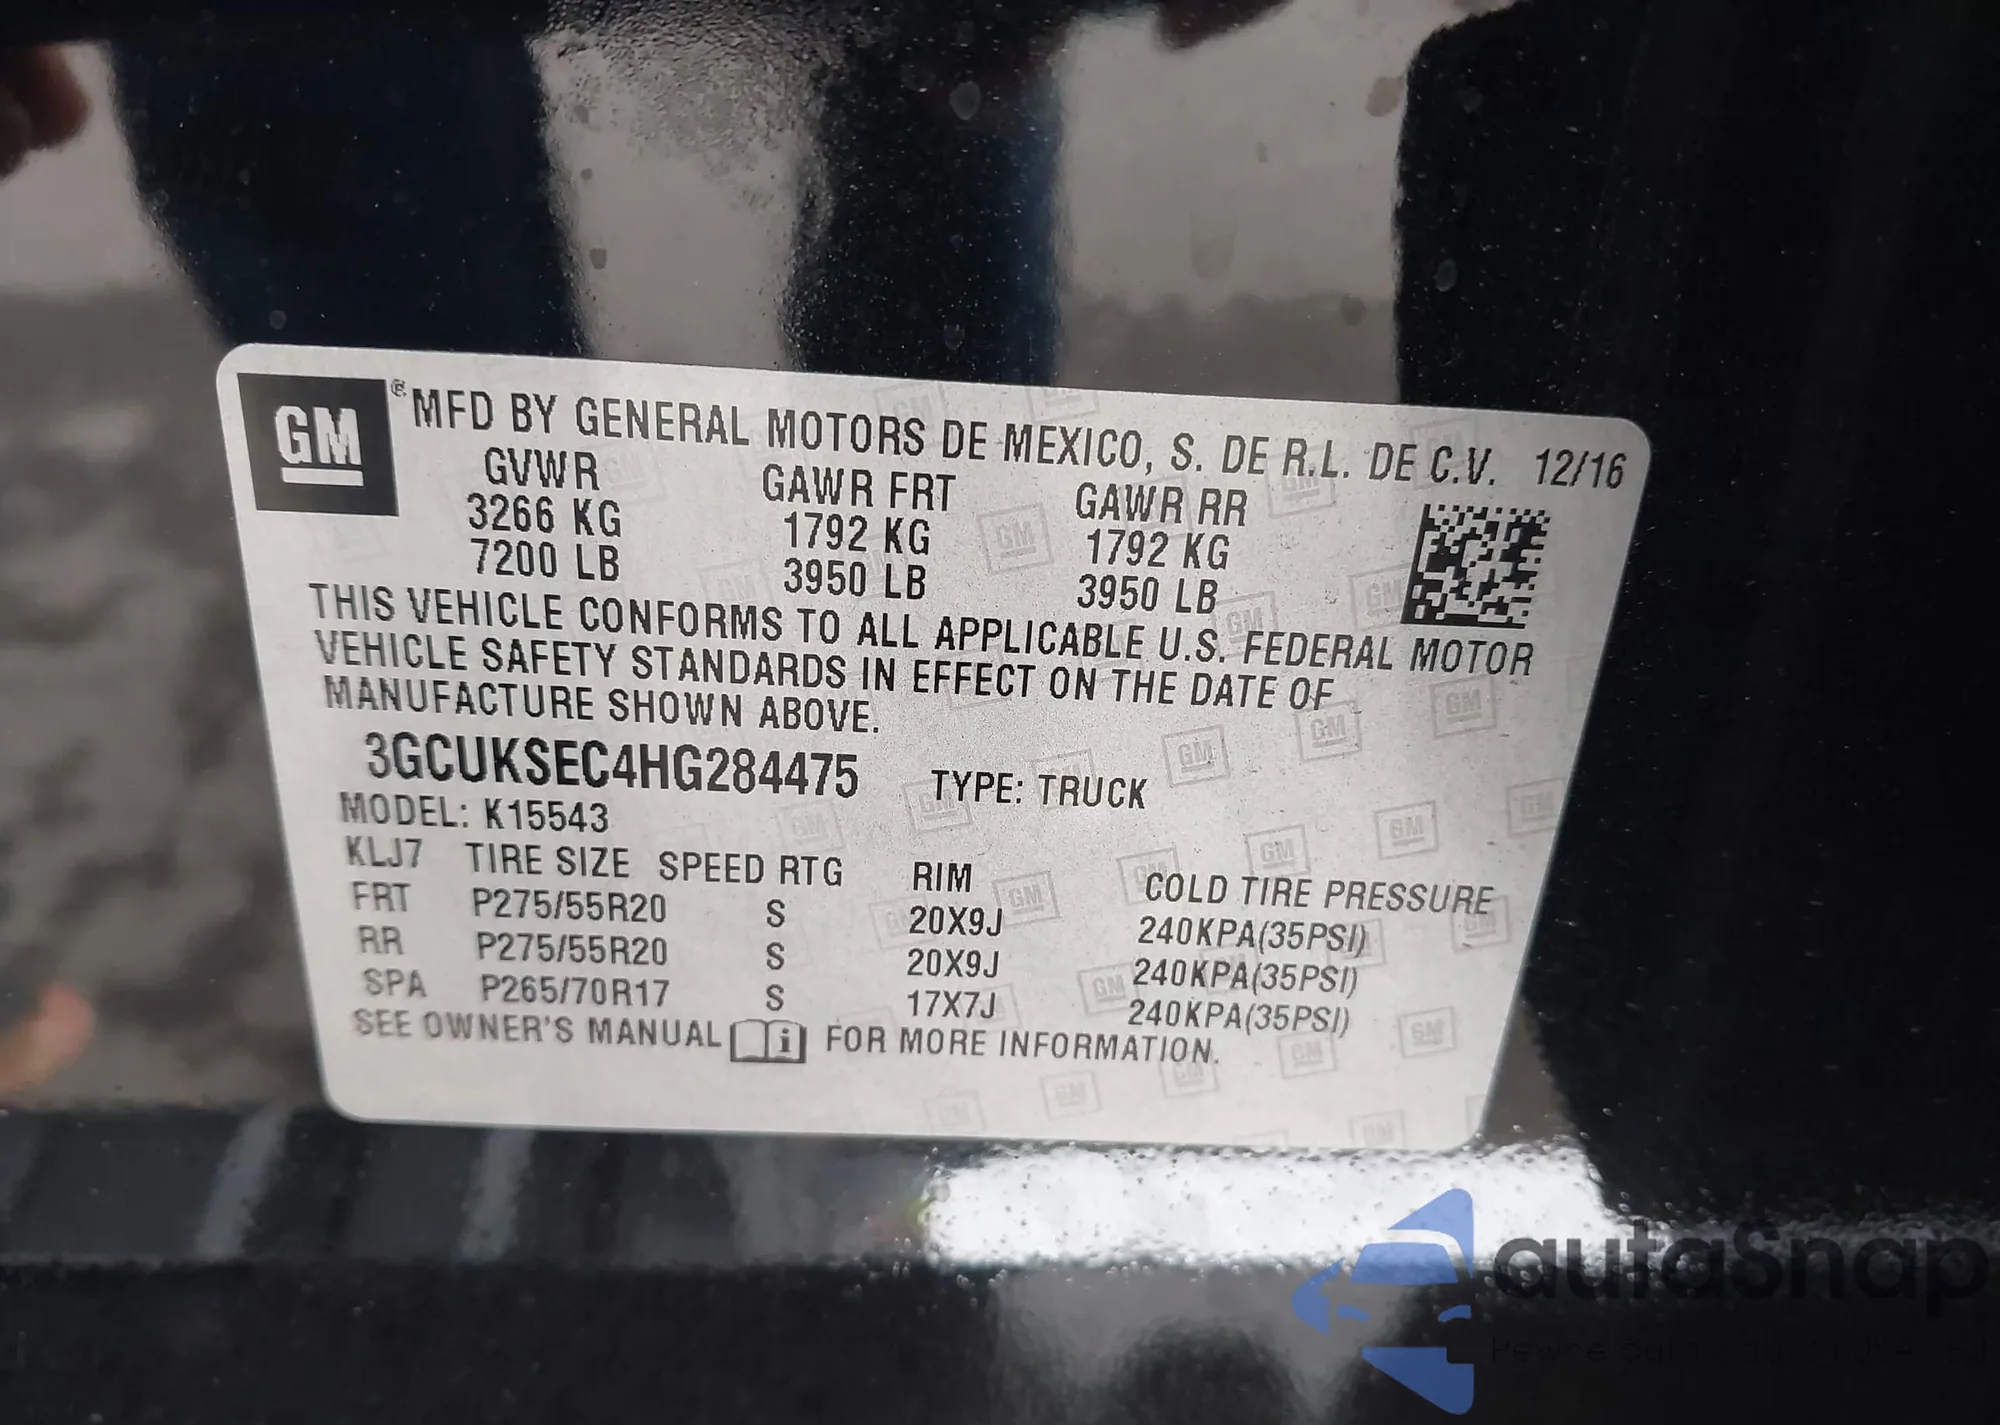 GM ® MFD BY GENERAL MOTORS DE MEXICO, S. DE R.L. DE C.V. 12/16
GVWR GAWR FRT GAWR RR
3266 KG 1792 KG 1792 KG
7200 LB 3950 LB 3950 LB
THIS VEHICLE CONFORMS TO ALL APPLICABLE U.S. FEDERAL MOTOR
VEHICLE SAFETY STANDARDS IN EFFECT ON THE DATE OF
MANUFACTURE SHOWN ABOVE.
3GCUKSEC4HG284475 TYPE: TRUCK
MODEL: K15543
KLJ7 TIRE SIZE SPEED RTG RIM COLD TIRE PRESSURE
FRT P275/55R20 S 20X9J 240KPA(35PSI)
RR P275/55R20 S 20X9J 240KPA(35PSI)
SPA P265/70R17 S 17X7J 240KPA(35PSI)
SEE OWNER'S MANUAL i FOR MORE INFORMATION.
autaSnap